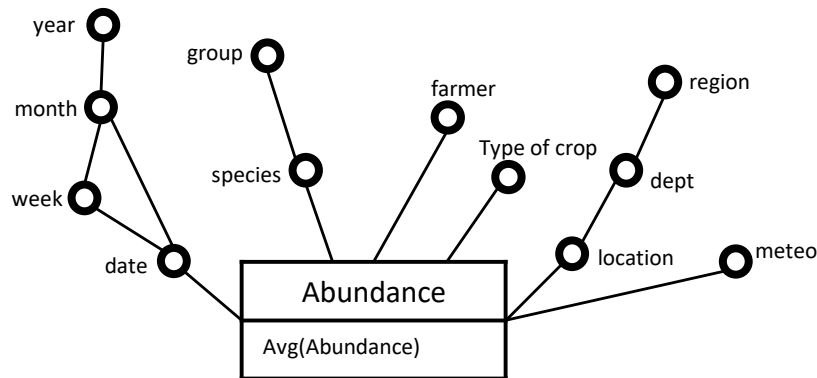 year
group
month
farmer
region
Type of crop
species
dept
week
date
location
meteo
Abundance
Avg(Abundance)